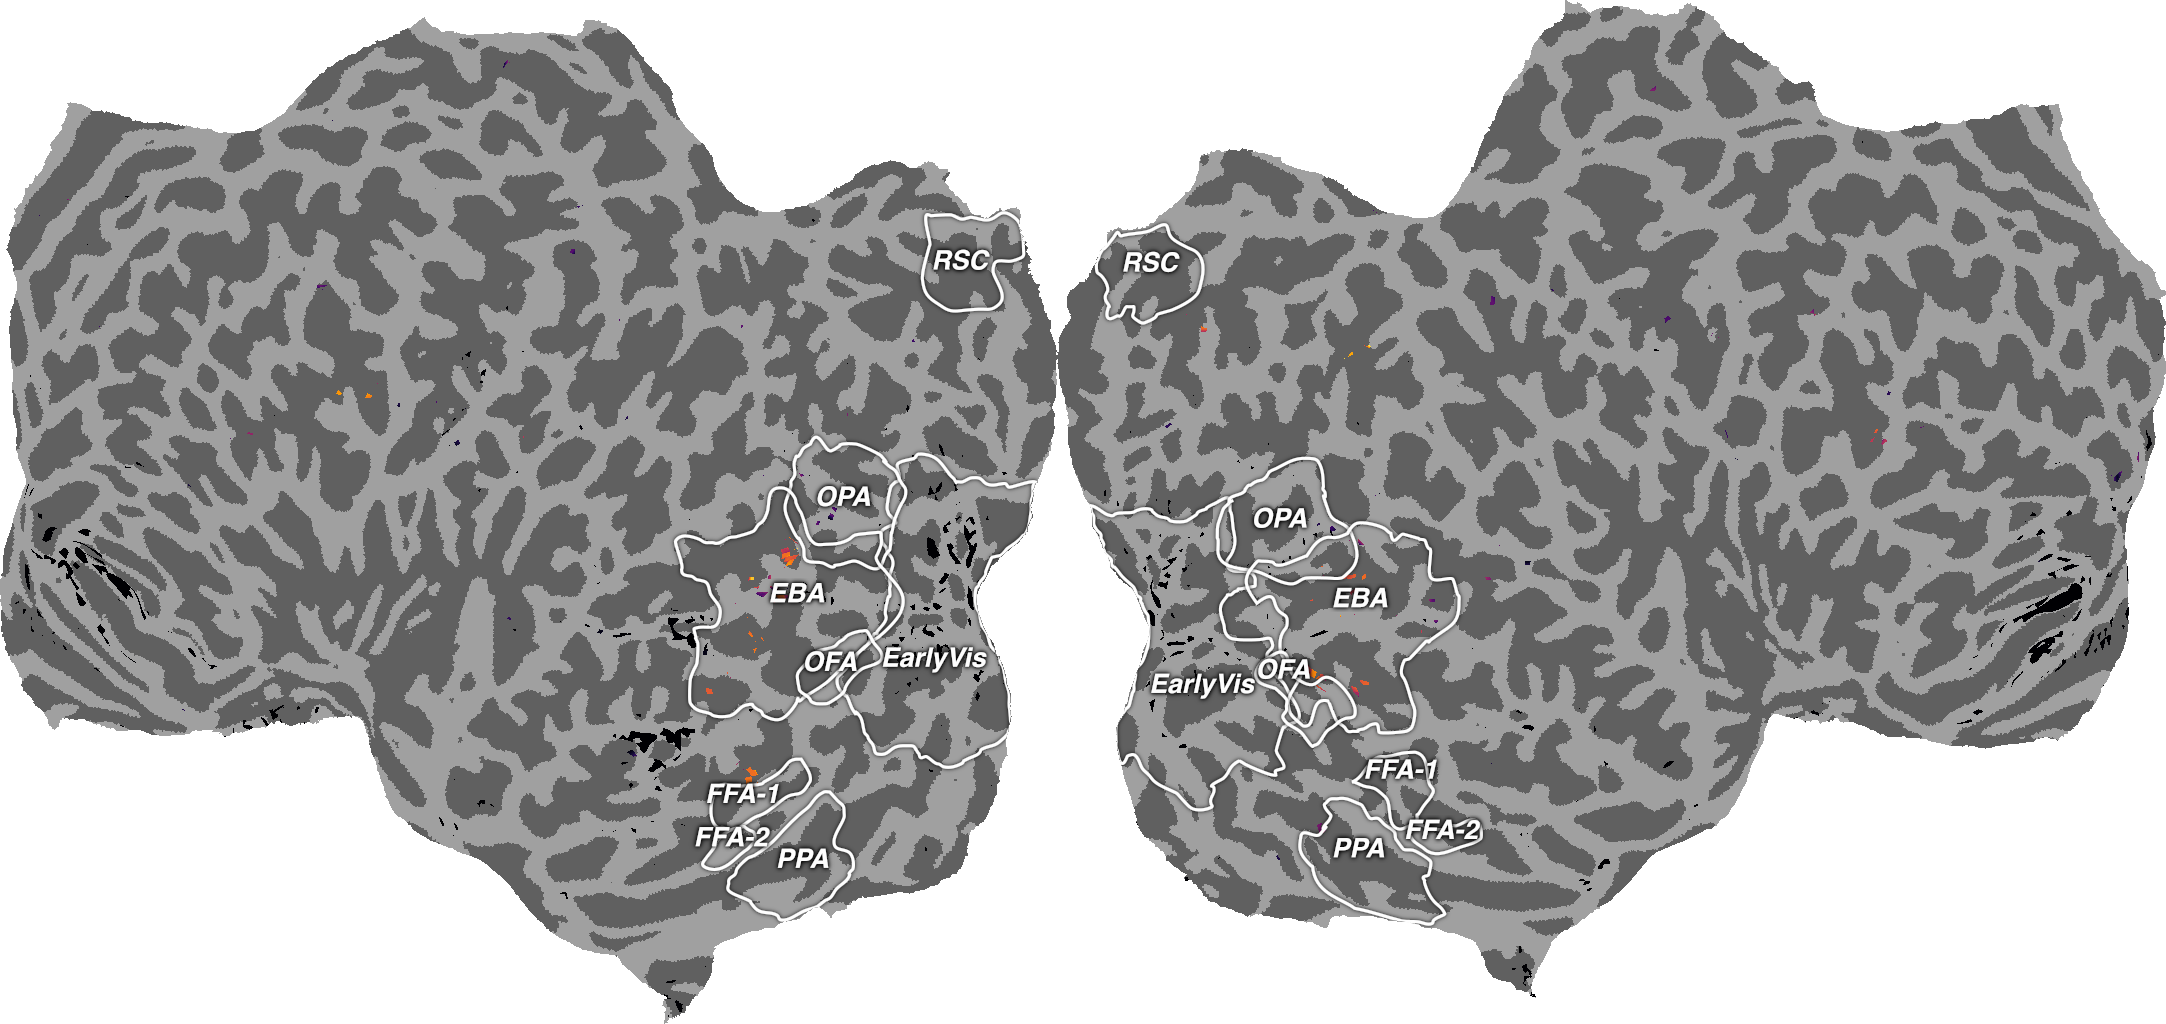 RSC
OPA
EBA
OFA
EarlyVis
FFA-1
FFA-2
PPA
RSC
OPA
EBA
OFA
EarlyVis
FFA-1
FFA-2
PPA